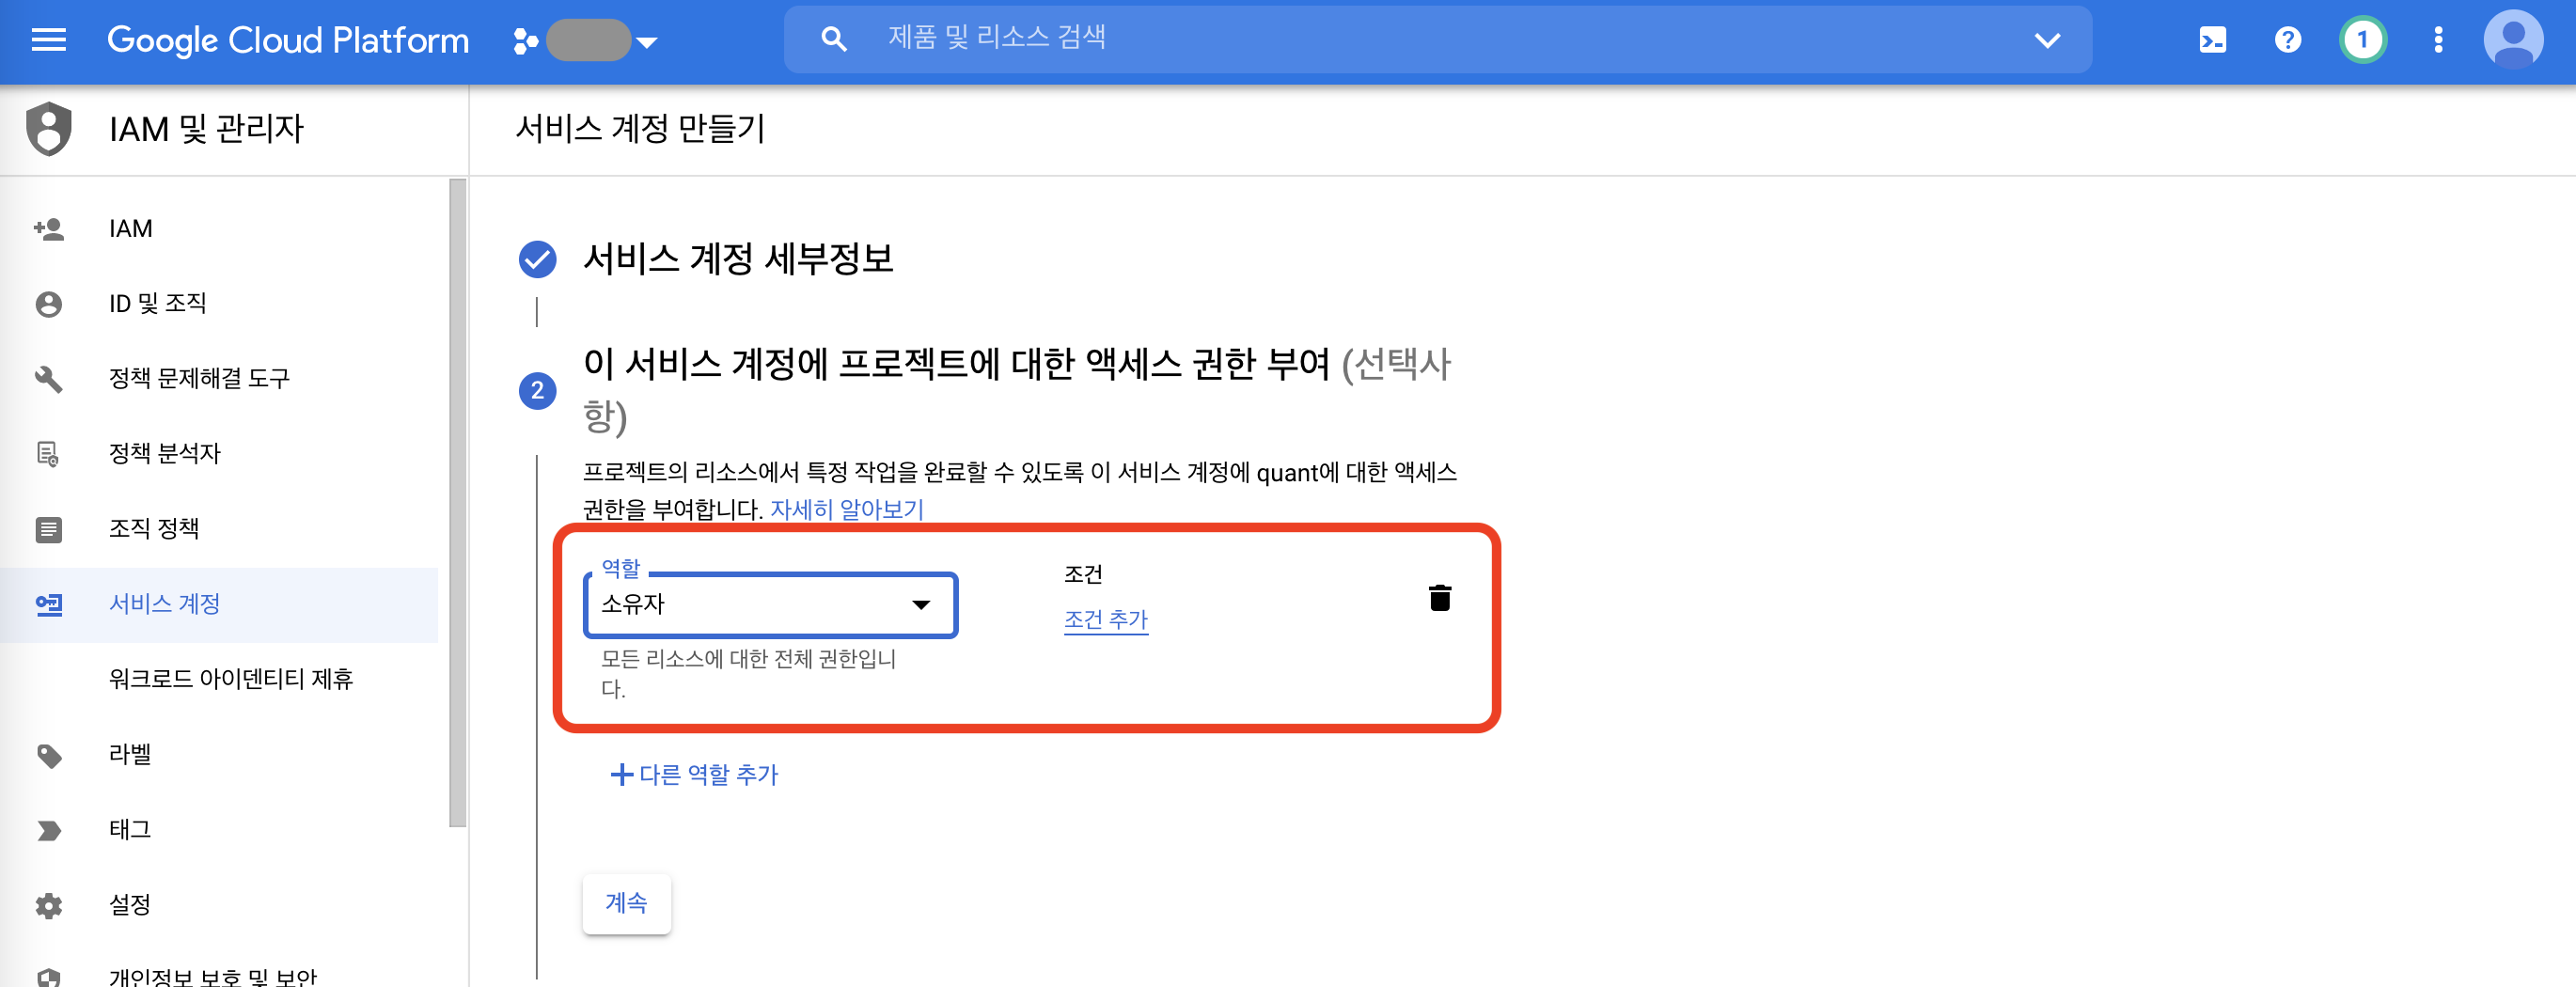 Google Cloud Platform
제품 및 리소스 검색
1
IAM 및 관리자
서비스 계정 만들기
IAM
ID 및 조직
정책 문제해결 도구
정책 분석자
조직 정책
서비스 계정
워크로드 아이덴티티 제휴
라벨
태그
설정
개인정보 보호 및 보안
서비스 계정 세부정보
2
이 서비스 계정에 프로젝트에 대한 액세스 권한 부여 (선택사
항)
프로젝트의 리소스에서 특정 작업을 완료할 수 있도록 이 서비스 계정에 quant에 대한 액세스
권한을 부여합니다. 자세히 알아보기
역할
소유자
모든 리소스에 대한 전체 권한입니
다.
조건
조건 추가
다른 역할 추가
계속